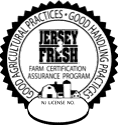 GOOD AGRICULTURAL PRACTICES • GOOD HANDLING PRACTICES
JERSEY
FRESH
FARM CERTIFICATION
ASSURANCE PROGRAM
NJ LICENSE NO.